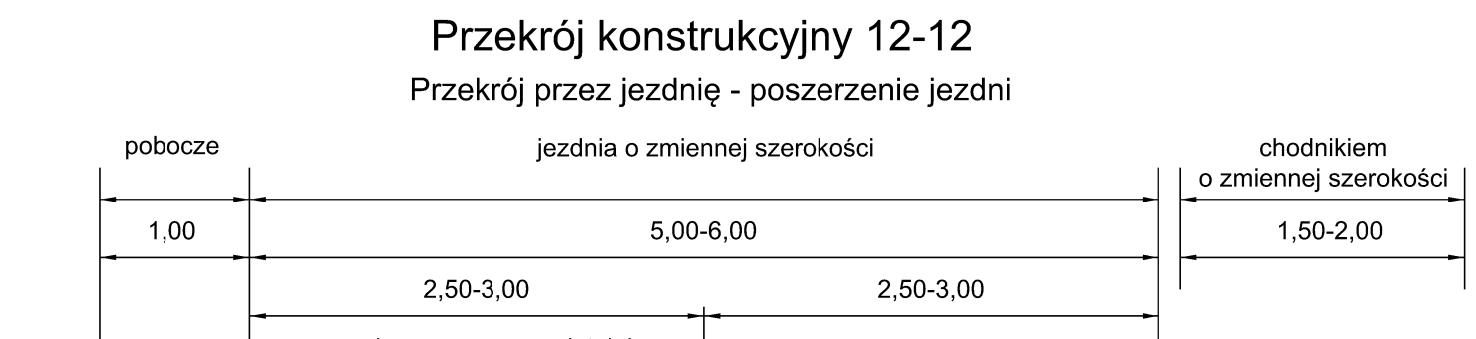 Przekrój konstrukcyjny 12-12
Przekrój przez jezdnię - poszerzenie jezdni
pobocze
jezdnia o zmiennej szerokości
chodnikiem
o zmiennej szerokości
1,00
5,00-6,00
1,50-2,00
2,50-3,00
2,50-3,00